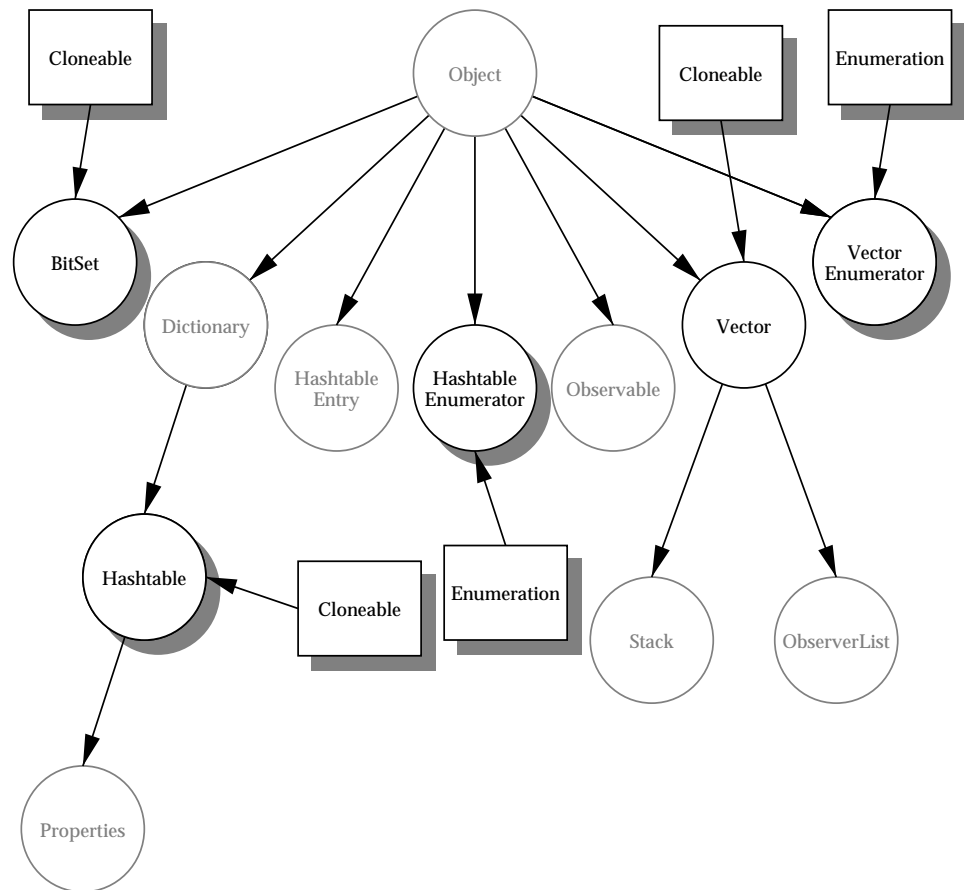 Cloneable
Object
Cloneable
Enumeration
BitSet
Vector
Enumerator
Dictionary
Vector
Hashtable
Entry
Hashtable
Enumerator
Observable
Hashtable
Cloneable
Enumeration
Stack
ObserverList
Properties